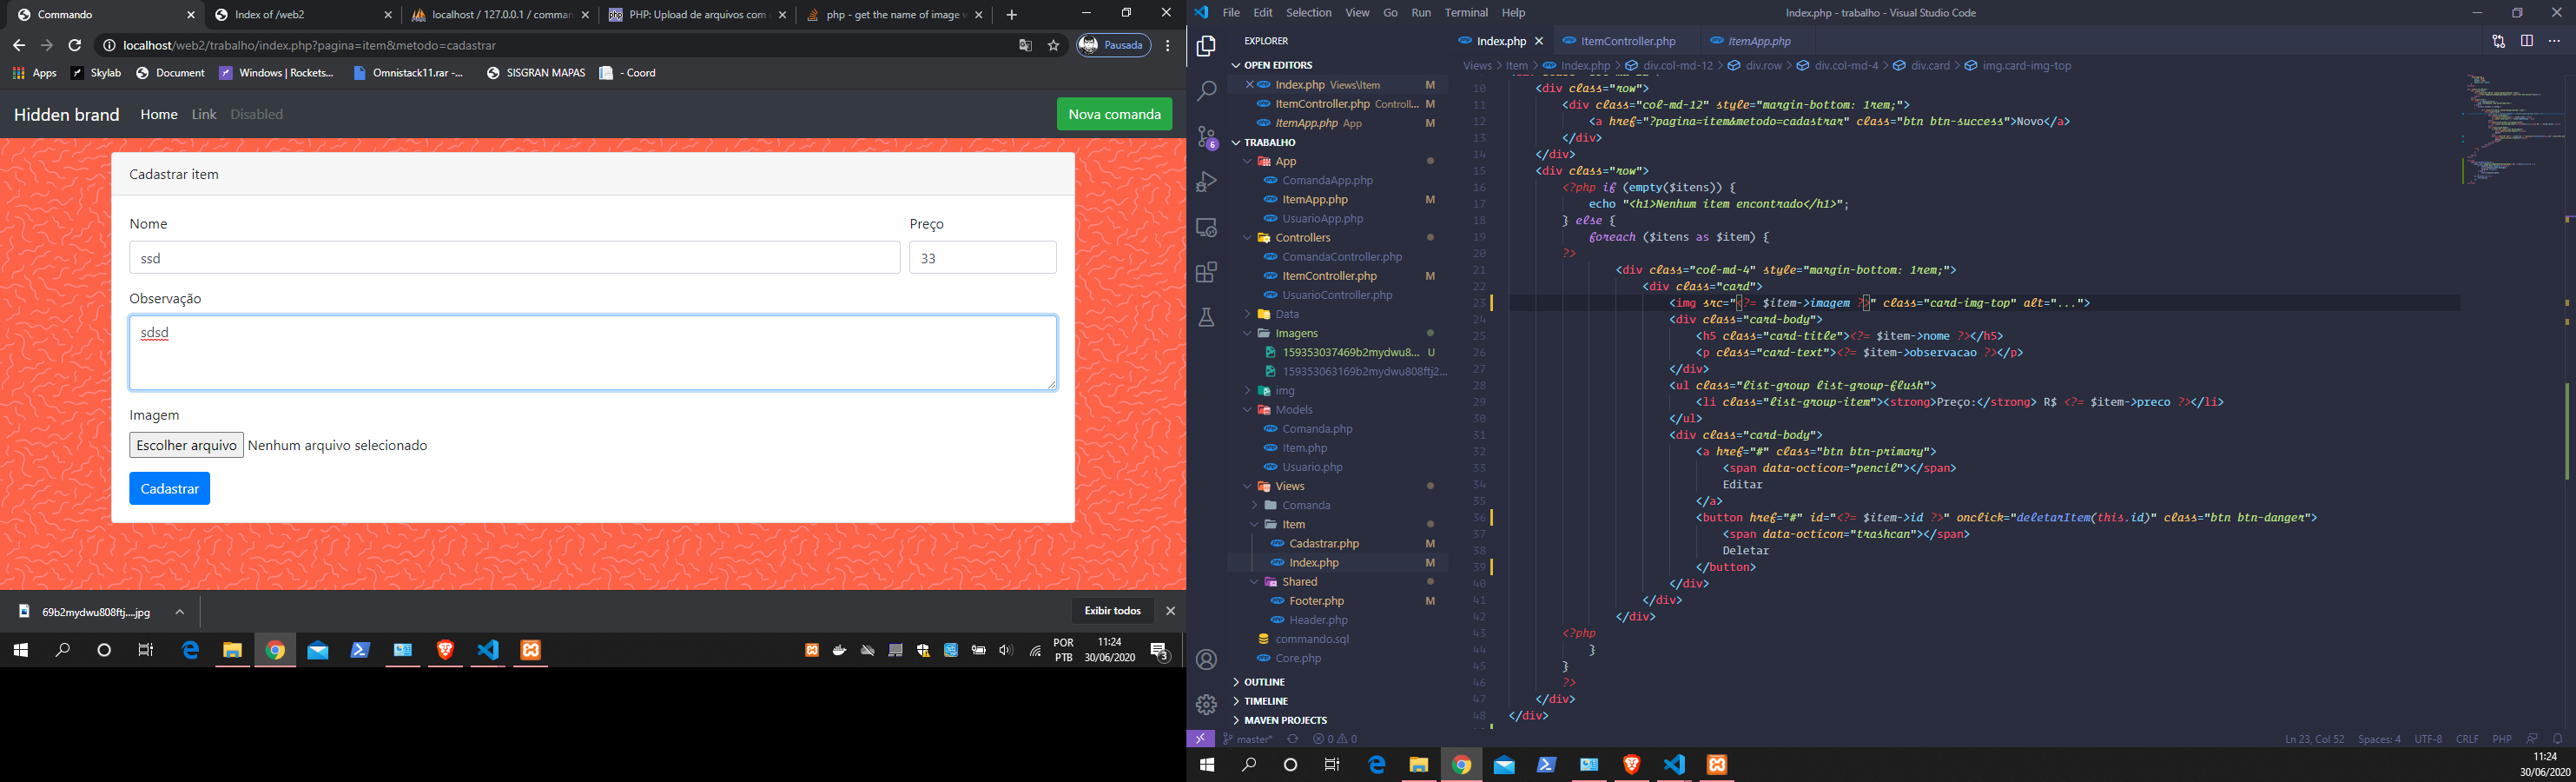 Commando
Index of /web2
localhost / 127.0.0.1 / comman
PHP: Upload de arquivos com
php - get the name of image
localhost/web2/trabalho/index.php?pagina=item&metodo=cadastrar
Pausada
Apps
Skylab
Document
Windows | Rockets...
Omnistack11.rar -...
SISGRAN MAPAS
- Coord
Hidden brand
Home
Link
Disabled
Nova comanda
Cadastrar item
Nome
Preço
ssd
33
Observação
sdsd
Imagem
Escolher arquivo Nenhum arquivo selecionado
Cadastrar
69b2mydwu808ftj....jpg
Exibir todos
POR
PTB
11:24
30/06/2020
3
File Edit Selection View Go Run Terminal Help
Index.php - trabalho - Visual Studio Code
EXPLORER
OPEN EDITORS
Index.php Views\Item M
ItemController.php Controll... M
ItemApp.php App M
TRABALHO
6
App
ComandaApp.php
ItemApp.php M
UsuarioApp.php
Controllers
ComandaController.php
ItemController.php M
UsuarioController.php
Data
Imagens
159353037469b2mydwu8... U
159353063169b2mydwu808ftj2...
img
Models
Comanda.php
Item.php
Usuario.php
Views
Comanda
Item
Cadastrar.php M
Index.php M
Shared
Footer.php M
Header.php
commando.sql
Core.php
OUTLINE
TIMELINE
MAVEN PROJECTS
Index.php
ItemController.php
ItemApp.php
Views > Item > Index.php > div.col-md-12 > div.row > div.col-md-4 > div.card > img.card-img-top
10 <div class="row">
11 <div class="col-md-12" style="margin-bottom: 1rem;">
12 <a href="?pagina=item&metodo=cadastrar" class="btn btn-success">Novo</a>
13 </div>
14 </div>
15 <div class="row">
16 <?php if (empty($itens)) {
17 echo "<h1>Nenhum item encontrado</h1>";
18 } else {
19 foreach ($itens as $item) {
20 ?>
21 <div class="col-md-4" style="margin-bottom: 1rem;">
22 <div class="card">
23 <img src="<?= $item->imagem ?>" class="card-img-top" alt="...">
24 <div class="card-body">
25 <h5 class="card-title"><?= $item->nome ?></h5>
26 <p class="card-text"><?= $item->observacao ?></p>
27 </div>
28 <ul class="list-group list-group-flush">
29 <li class="list-group-item"><strong>Preço:</strong> R$ <?= $item->preco ?></li>
30 </ul>
31 <div class="card-body">
32 <a href="#" class="btn btn-primary">
33 <span data-octicon="pencil"></span>
34 Editar
35 </a>
36 <button href="#" id="<?= $item->id ?>" onclick="deletarItem(this.id)" class="btn btn-danger">
37 <span data-octicon="trashcan"></span>
38 Deletar
39 </button>
40 </div>
41 </div>
42 </div>
43 <?php
44 }
45 }
46 ?>
47 </div>
48 </div>
master*
0 0
Ln 23, Col 52
Spaces: 4
UTF-8
CRLF
PHP
11:24
30/06/2020